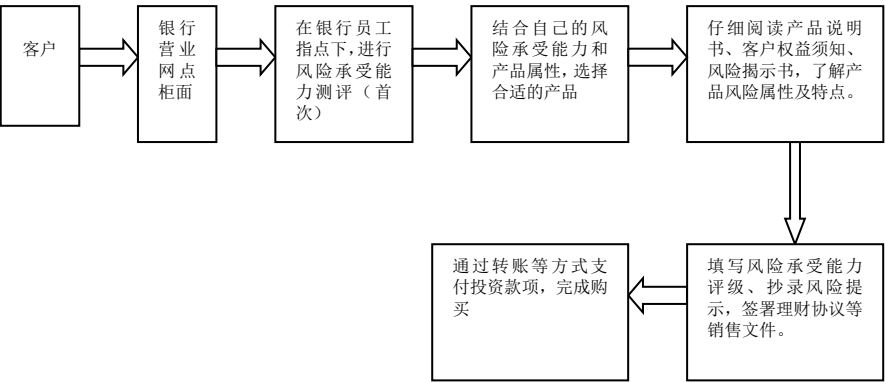 客户
银行
营业
网点
柜面
在银行员工
指点下，进行
风险承受能
力测评（首
次）
结合自己的风
险承受能力和
产品属性，选择
合适的产品
仔细阅读产品说明
书、客户权益须知、
风险揭示书，了解产
品风险属性及特点。
填写风险承受能力
评级、抄录风险提
示，签署理财协议等
销售文件。
通过转账等方式支
付投资款项，完成购
买